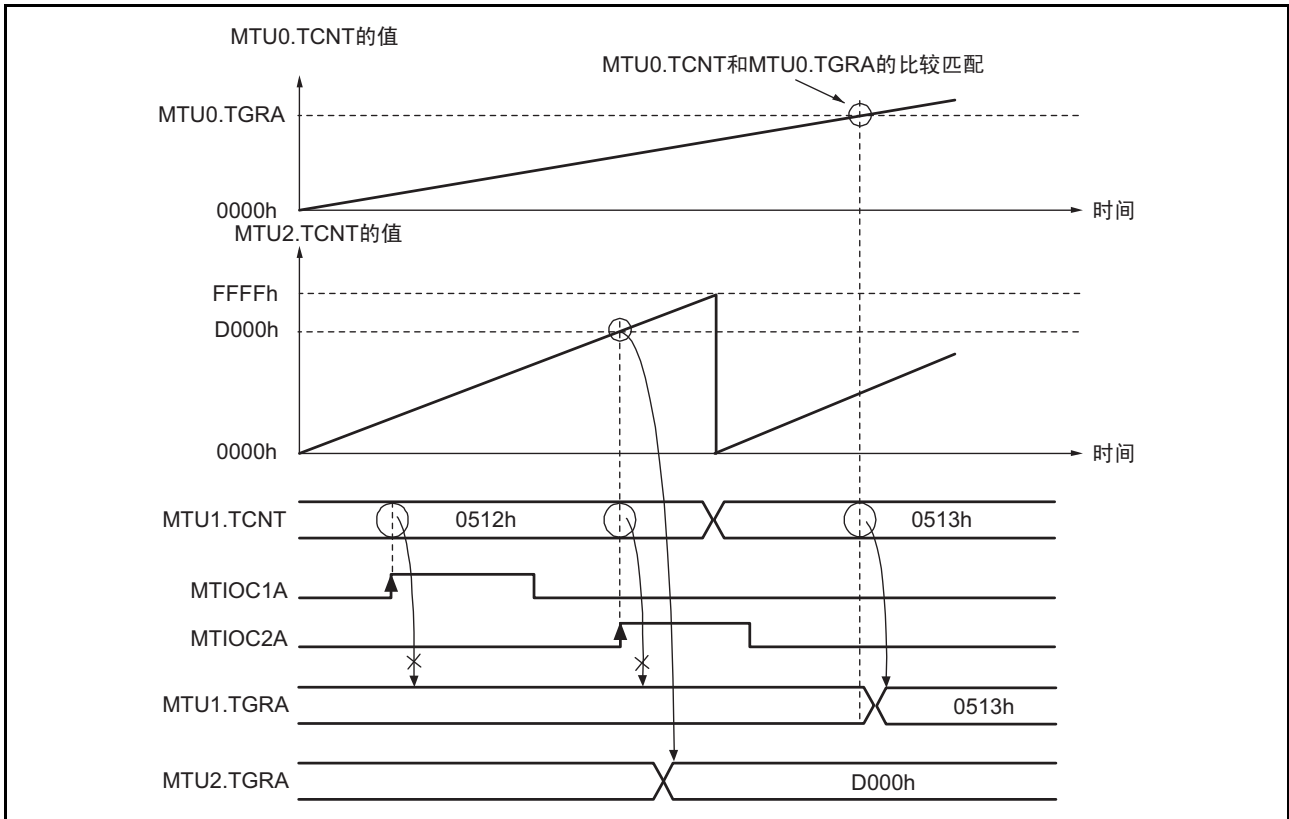 MTU0.TCNT的值
MTU0.TCNT和MTU0.TGRA的比较匹配
MTU0.TGRA
0000h
时间
MTU2.TCNT的值
FFFFh
D000h
0000h
时间
MTU1.TCNT
0512h
0513h
MTIOC1A
MTIOC2A
MTU1.TGRA
0513h
MTU2.TGRA
D000h